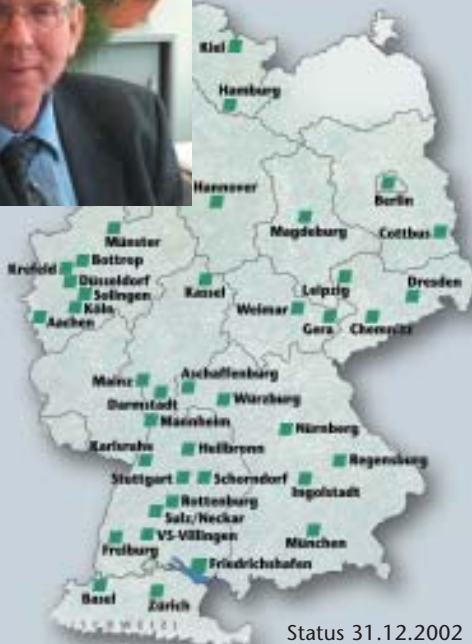 Kiel
Hamburg
Hannover
Berlin
Magdeburg
Cottbus
Münster
Bottrop
Krefeld
Düsseldorf
Solingen
Köln
Aachen
Kassel
Leipzig
Dresden
Weimar
Gera
Chemnitz
Mainz
Aschaffenburg
Darmstadt
Würzburg
Mannheim
Nürnberg
Karlsruhe
Heilbronn
Regensburg
Stuttgart
Schorndorf
Ingolstadt
Rottenburg
Sulz/Neckar
VS-Villingen
München
Freiburg
Friedrichshafen
Basel
Zürich
SCHWEIZ
Status 31.12.2002